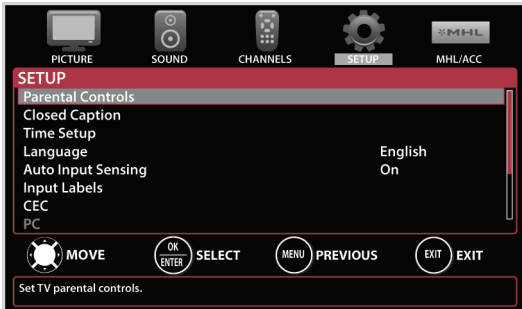 MHL
PICTURE SOUND CHANNELS SETUP MHL/ACC
SETUP
Parental Controls
Closed Caption
Time Setup
Language English
Auto Input Sensing On
Input Labels
CEC
PC
MOVE OK ENTER SELECT MENU PREVIOUS EXIT EXIT
Set TV parental controls.